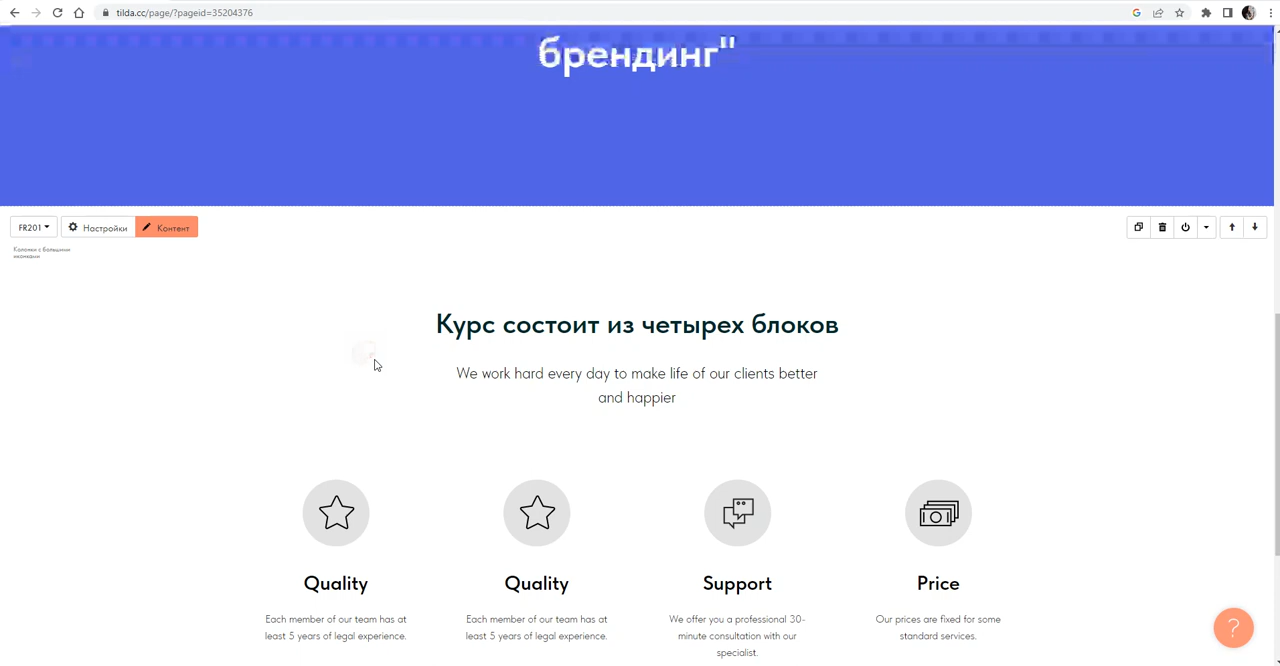 tilda.cc/page/?pageid=35204376
брендинг"
FR201
Настройки
Контент
Колонки с большими
иконками
Курс состоит из четырех блоков
We work hard every day to make life of our clients better
and happier
Quality
Quality
Support
Price
Each member of our team has at
least 5 years of legal experience.
Each member of our team has at
least 5 years of legal experience.
We offer you a professional 30-
minute consultation with our
specialist.
Our prices are fixed for some
standard services.
?